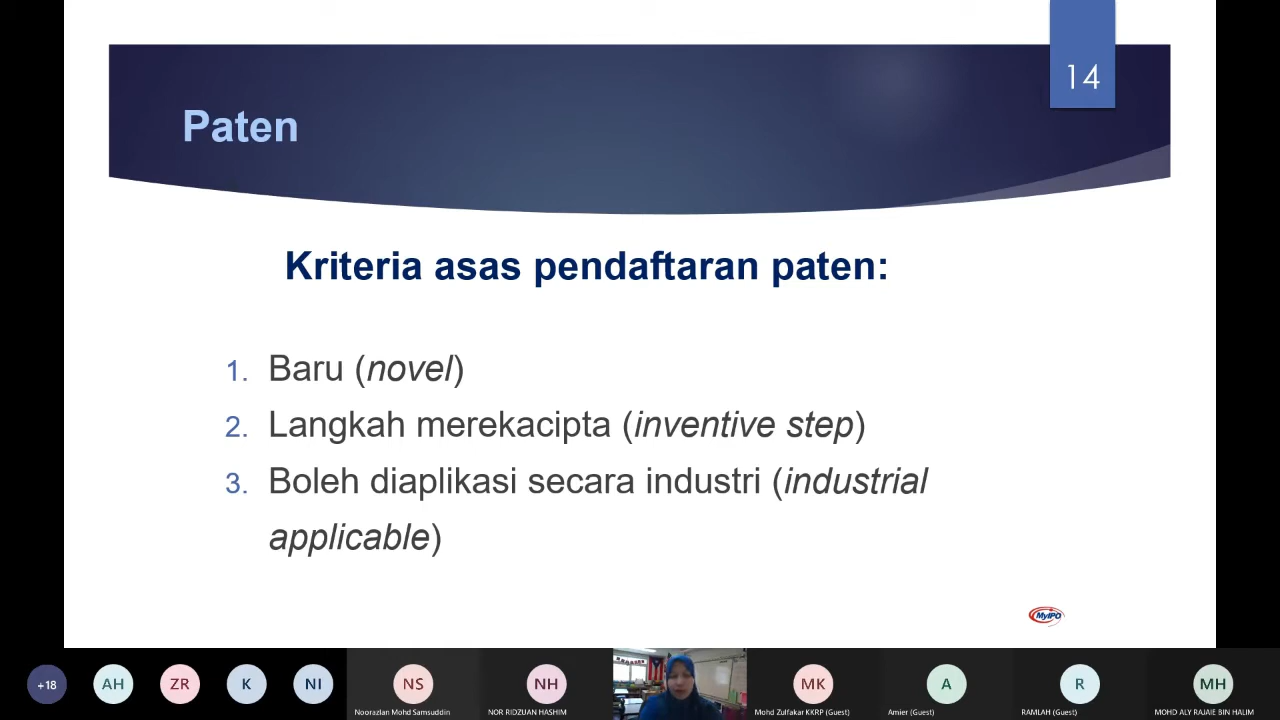 14
Paten
Kriteria asas pendaftaran paten:
1. Baru (novel)
2. Langkah merekacipta (inventive step)
3. Boleh diaplikasi secara industri (industrial
applicable)
MyIPO
+18
AH
ZR
K
NI
NS
NH
MK
A
R
MH
Noorazlan Mohd Samsuddin
NOR RIDZUAN HASHIM
Mohd Zulfakar KKRP (Guest)
Amier (Guest)
RAMLAH (Guest)
MOHD ALY RAJAIE BIN HALIM